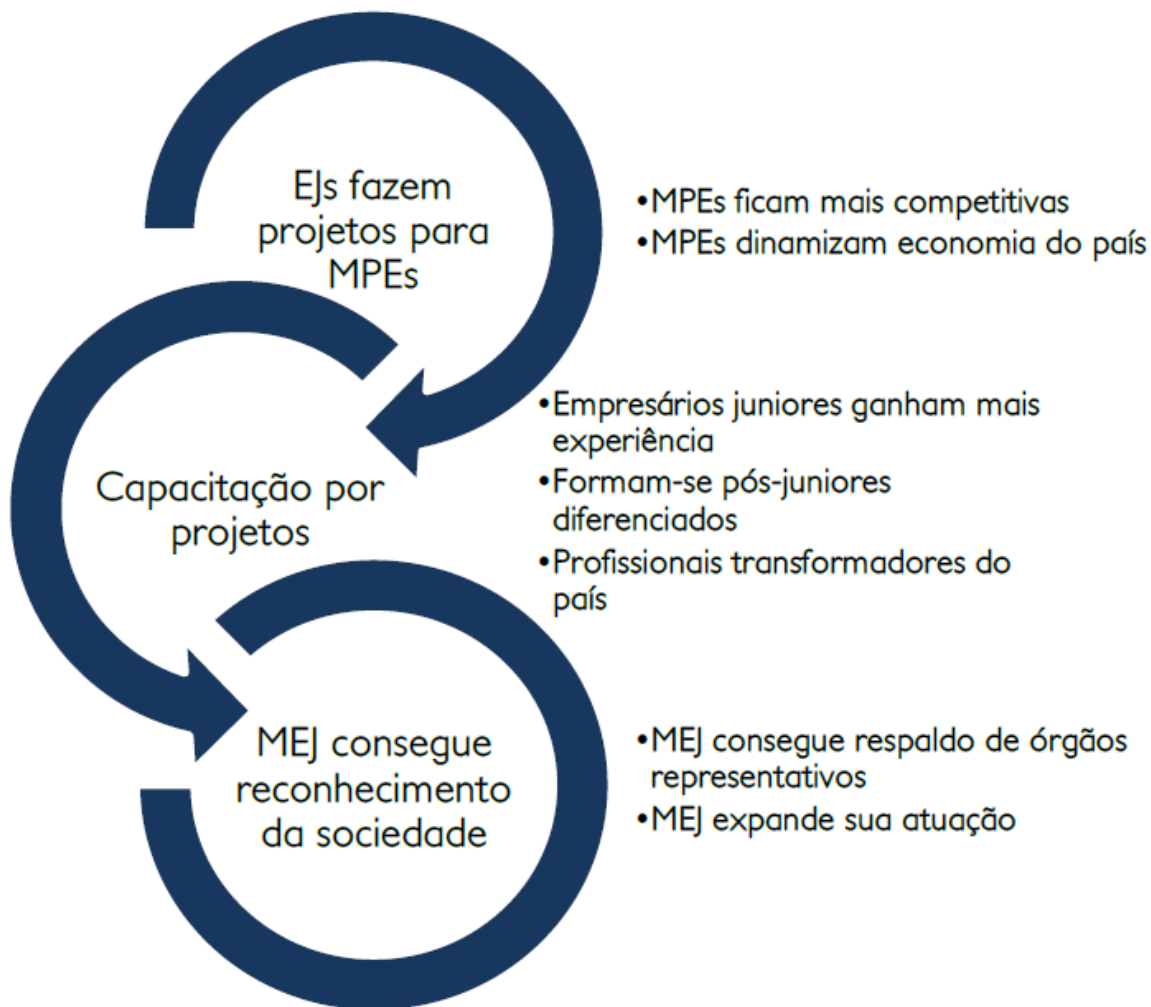 EJs fazem
projetos para
MPEs
•MPEs ficam mais competitivas
•MPEs dinamizam economia do país
Capacitação por
projetos
•Empresários juniores ganham mais
experiência
•Formam-se pós-juniores
diferenciados
•Profissionais transformadores do
país
MEJ consegue
reconhecimento
da sociedade
•MEJ consegue respaldo de órgãos
representativos
•MEJ expande sua atuação